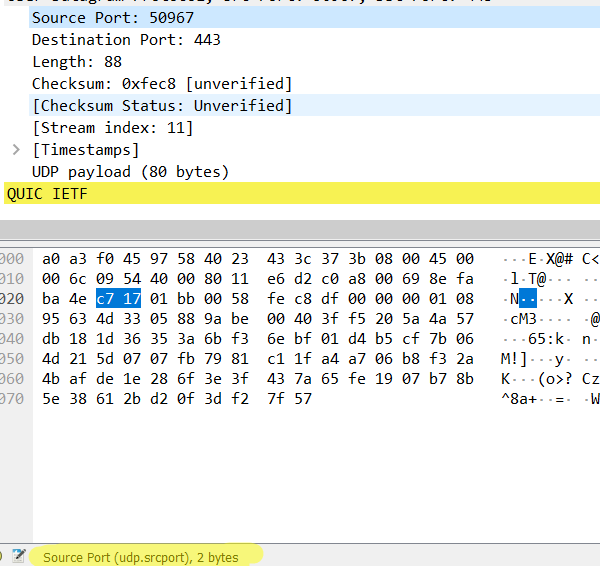 Source Port: 50967
Destination Port: 443
Length: 88
Checksum: 0xfec8 [unverified]
[Checksum Status: Unverified]
[Stream index: 11]
[Timestamps]
UDP payload (80 bytes)
QUIC IETF
000 a0 a3 f0 45 97 58 40 23 43 3c 37 3b 08 00 45 00 ···E·X@# C<
010 00 6c 09 54 40 00 80 11 e6 d2 c0 a8 00 69 8e fa ·l·T@···
020 ba 4e c7 17 01 bb 00 58 fe c8 df 00 00 00 01 08 ·N·····X
030 95 63 4d 33 05 88 9a be 00 40 3f f5 20 5a 4a 57 ·cM3···· ·@
040 db 18 1d 36 35 3a 6b f3 6e bf 01 d4 b5 cf 7b 06 ···65:k· n·
050 4d 21 5d 07 07 fb 79 81 c1 1f a4 a7 06 b8 f3 2a M!]···y·
060 4b af de 1e 28 6f 3e 3f 43 7a 65 fe 19 07 b7 8b K···(o>? Cz
070 5e 38 61 2b d2 0f 3d f2 7f 57 ^8a+··=· ·W
Source Port (udp.srcport), 2 bytes